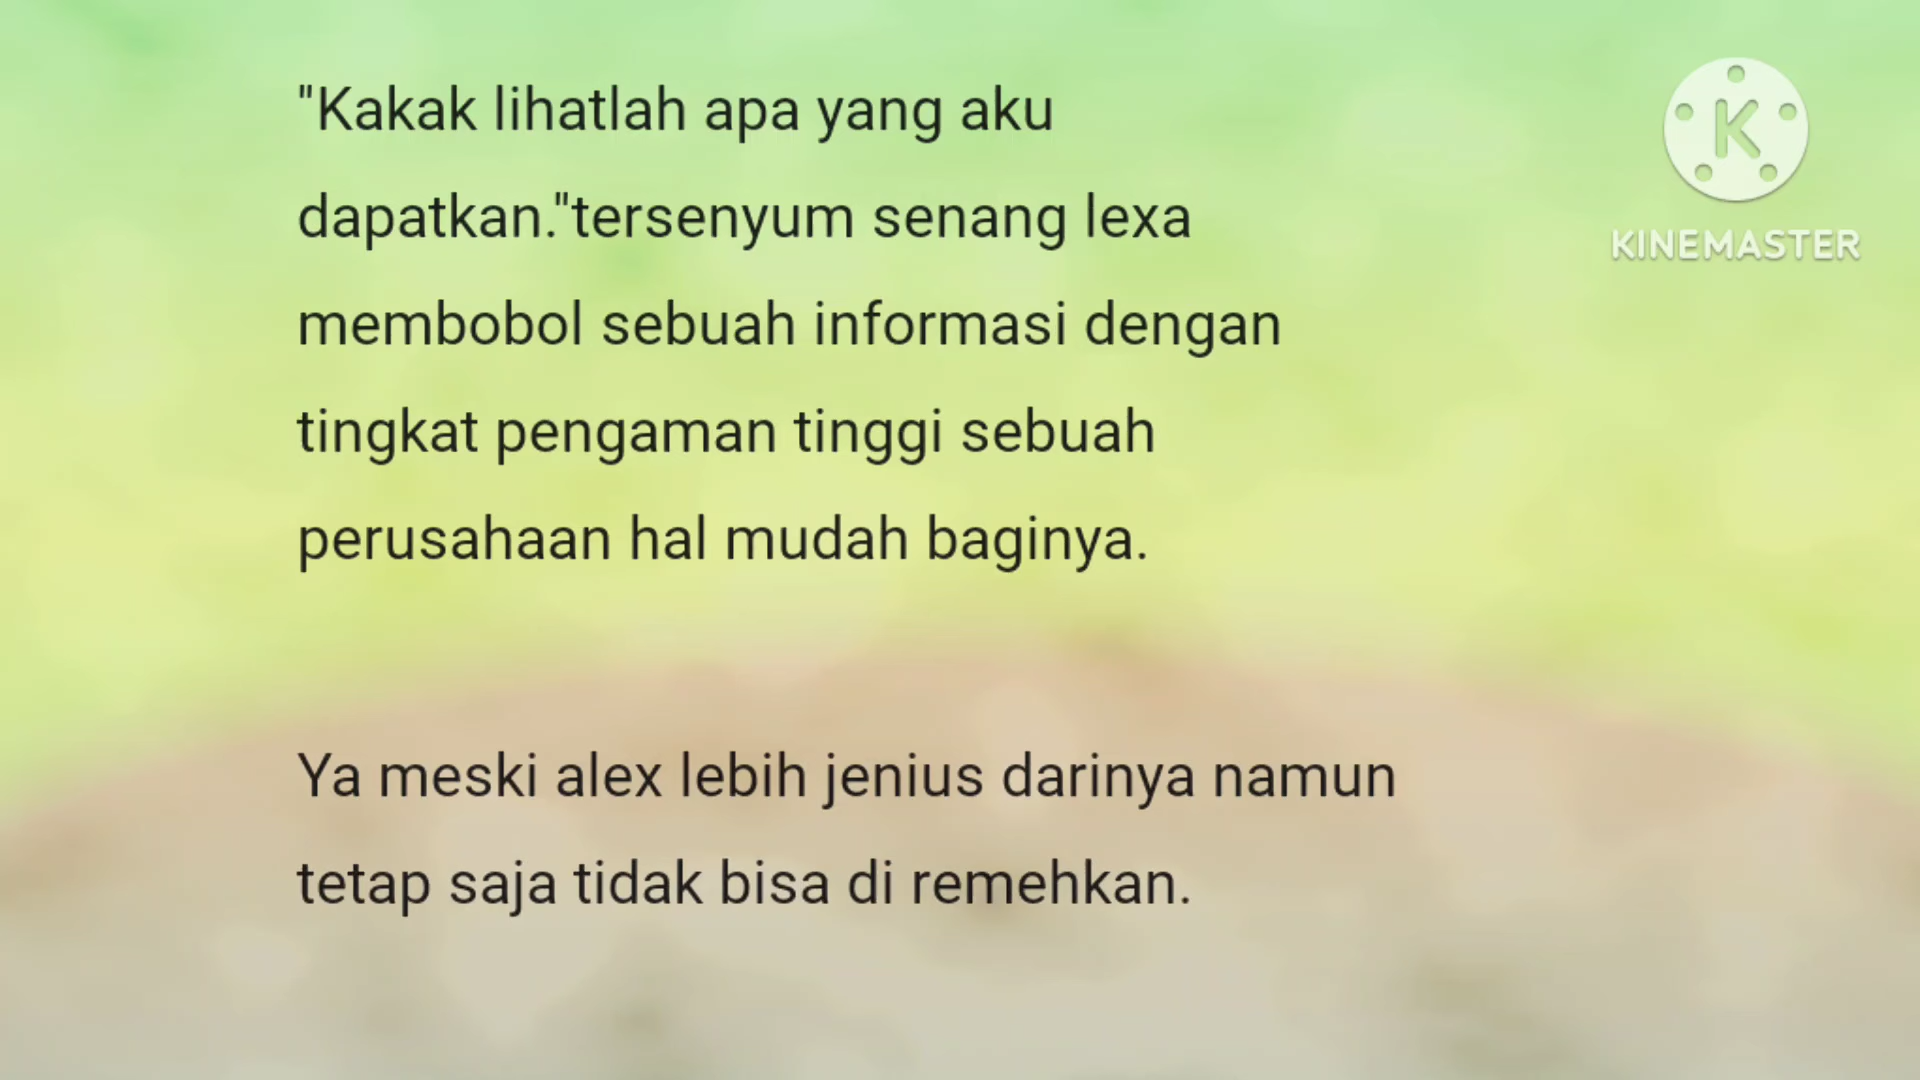 "Kakak lihatlah apa yang aku
dapatkan."tersenyum senang lexa
membobol sebuah informasi dengan
tingkat pengaman tinggi sebuah
perusahaan hal mudah baginya.
Ya meski alex lebih jenius darinya namun
tetap saja tidak bisa di remehkan.
K
KINEMASTER